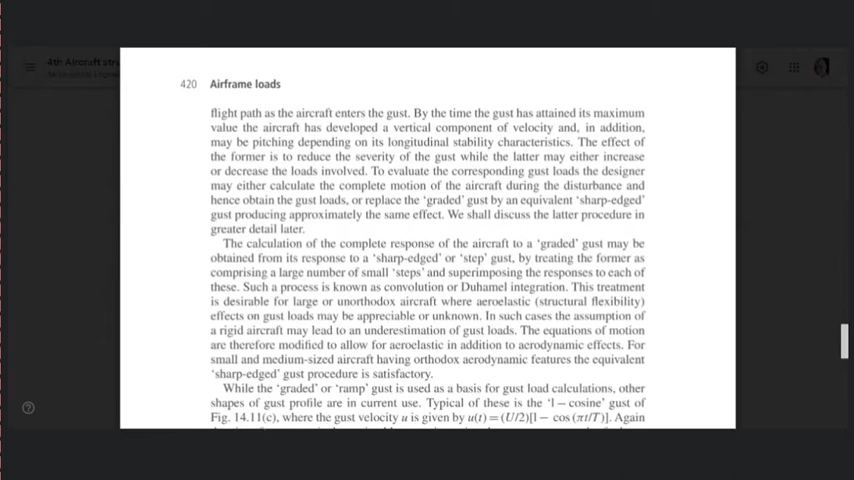 4th Aircraft stru
420 Airframe loads
flight path as the aircraft enters the gust. By the time the gust has attained its maximum
value the aircraft has developed a vertical component of velocity and, in addition,
may be pitching depending on its longitudinal stability characteristics. The effect of
the former is to reduce the severity of the gust while the latter may either increase
or decrease the loads involved. To evaluate the corresponding gust loads the designer
may either calculate the complete motion of the aircraft during the disturbance and
hence obtain the gust loads, or replace the ‘graded’ gust by an equivalent ‘sharp-edged’
gust producing approximately the same effect. We shall discuss the latter procedure in
greater detail later.
The calculation of the complete response of the aircraft to a ‘graded’ gust may be
obtained from its response to a ‘sharp-edged’ or ‘step’ gust, by treating the former as
comprising a large number of small ‘steps’ and superimposing the responses to each of
these. Such a process is known as convolution or Duhamel integration. This treatment
is desirable for large or unorthodox aircraft where aeroelastic (structural flexibility)
effects on gust loads may be appreciable or unknown. In such cases the assumption of
a rigid aircraft may lead to an underestimation of gust loads. The equations of motion
are therefore modified to allow for aeroelastic in addition to aerodynamic effects. For
small and medium-sized aircraft having orthodox aerodynamic features the equivalent
‘sharp-edged’ gust procedure is satisfactory.
While the ‘graded’ or ‘ramp’ gust is used as a basis for gust load calculations, other
shapes of gust profile are in current use. Typical of these is the ‘1 − cosine’ gust of
Fig. 14.11(c), where the gust velocity u is given by u(t) = (U/2)[1 − cos (πt/T)]. Again